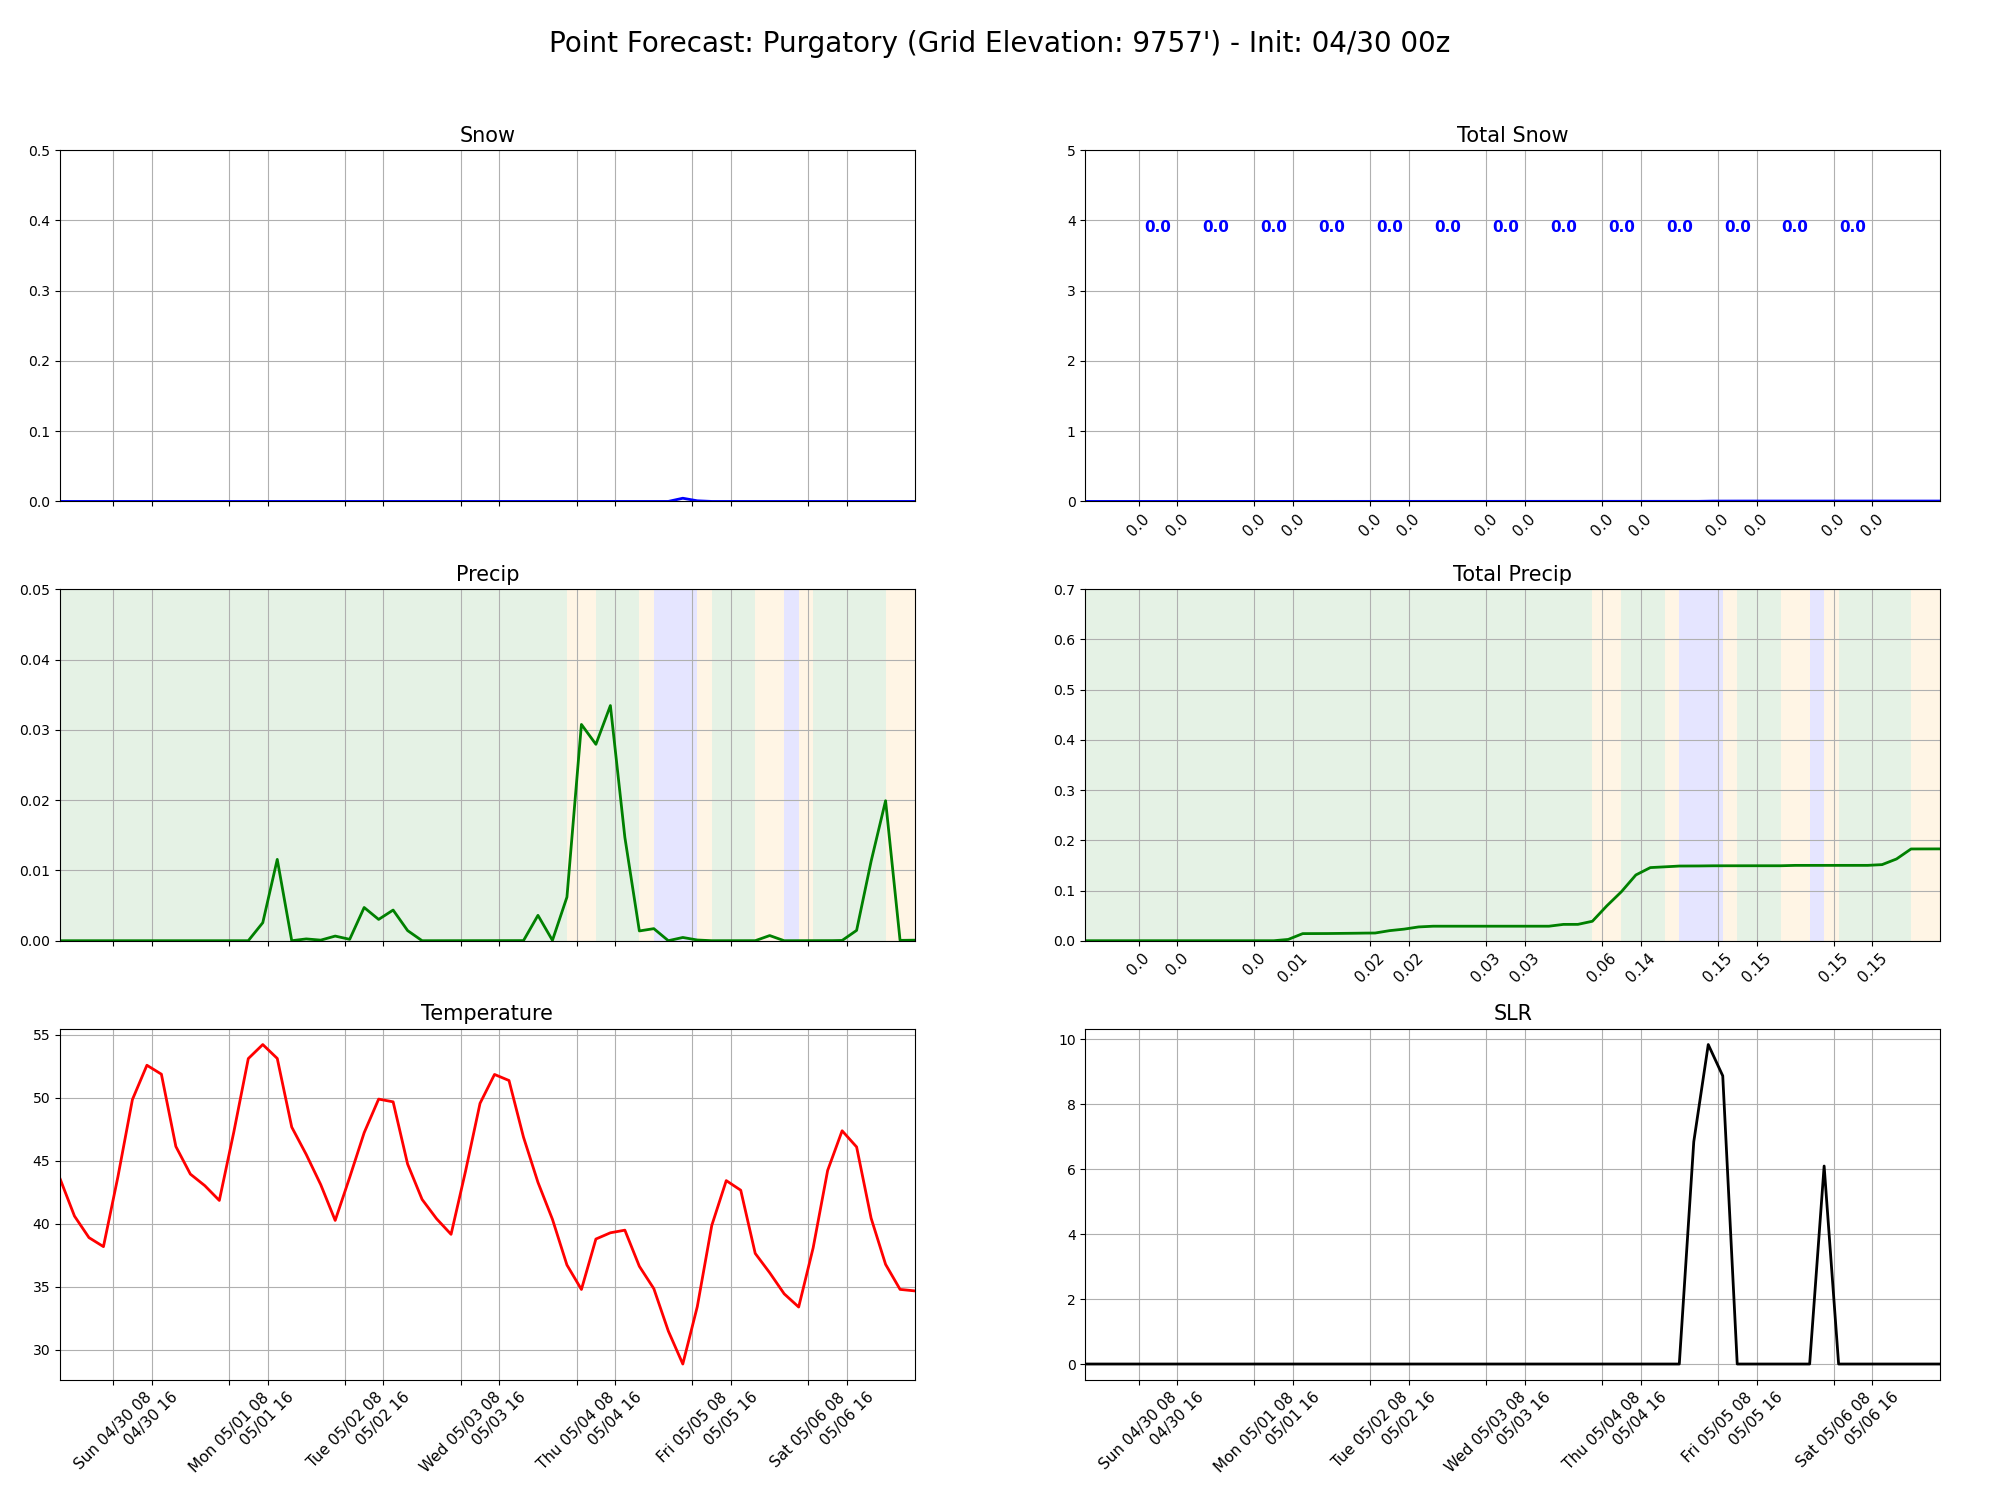 Point Forecast: Purgatory (Grid Elevation: 9757') - Init: 04/30 00z
Snow
0.5
0.4
0.3
0.2
0.1
0.0
Total Snow
5
4
3
2
1
0
0.0 0.0 0.0 0.0 0.0 0.0 0.0 0.0 0.0 0.0 0.0 0.0 0.0
0.0 0.0 0.0 0.0 0.0 0.0 0.0 0.0 0.0 0.0 0.0 0.0 0.0 0.0
Precip
0.05
0.04
0.03
0.02
0.01
0.00
Total Precip
0.7
0.6
0.5
0.4
0.3
0.2
0.1
0.0
0.0 0.0 0.0 0.01 0.02 0.02 0.03 0.03 0.06 0.14 0.15 0.15 0.15 0.15
Temperature
55
50
45
40
35
30
Sun 04/30 08
04/30 16
Mon 05/01 08
05/01 16
Tue 05/02 08
05/02 16
Wed 05/03 08
05/03 16
Thu 05/04 08
05/04 16
Fri 05/05 08
05/05 16
Sat 05/06 08
05/06 16
SLR
10
8
6
4
2
0
Sun 04/30 08
04/30 16
Mon 05/01 08
05/01 16
Tue 05/02 08
05/02 16
Wed 05/03 08
05/03 16
Thu 05/04 08
05/04 16
Fri 05/05 08
05/05 16
Sat 05/06 08
05/06 16